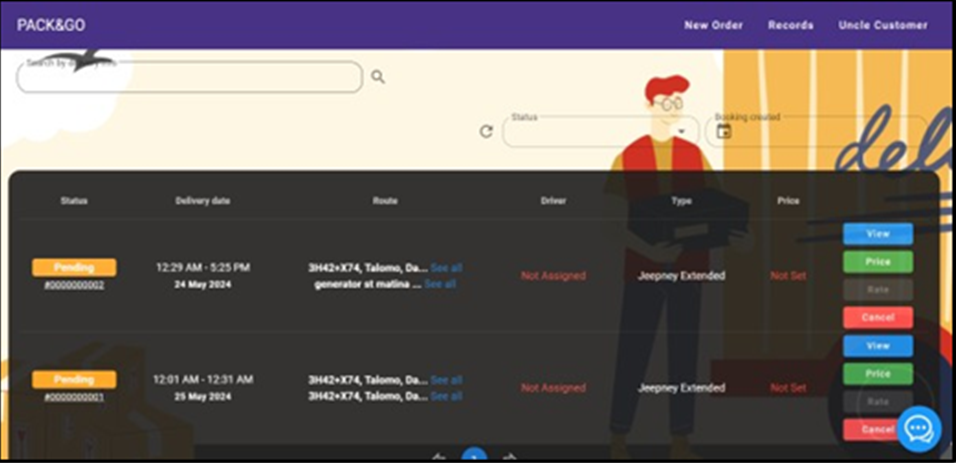 PACK&GO
New Order Records Uncle Customer
Search by delivery info
Status
Booking created
del
Status Delivery date Route Driver Type Price
View
Pending 12:29 AM - 5:25 PM 3H42+X74, Talomo, Da... See all Not Assigned Jeepney Extended Not Set Price
#0000000002 24 May 2024 generator st matina ... See all Rate
Cancel
View
Pending 12:01 AM - 12:31 AM 3H42+X74, Talomo, Da... See all Not Assigned Jeepney Extended Not Set Price
#0000000001 25 May 2024 3H42+X74, Talomo, Da... See all Rate
Cancel